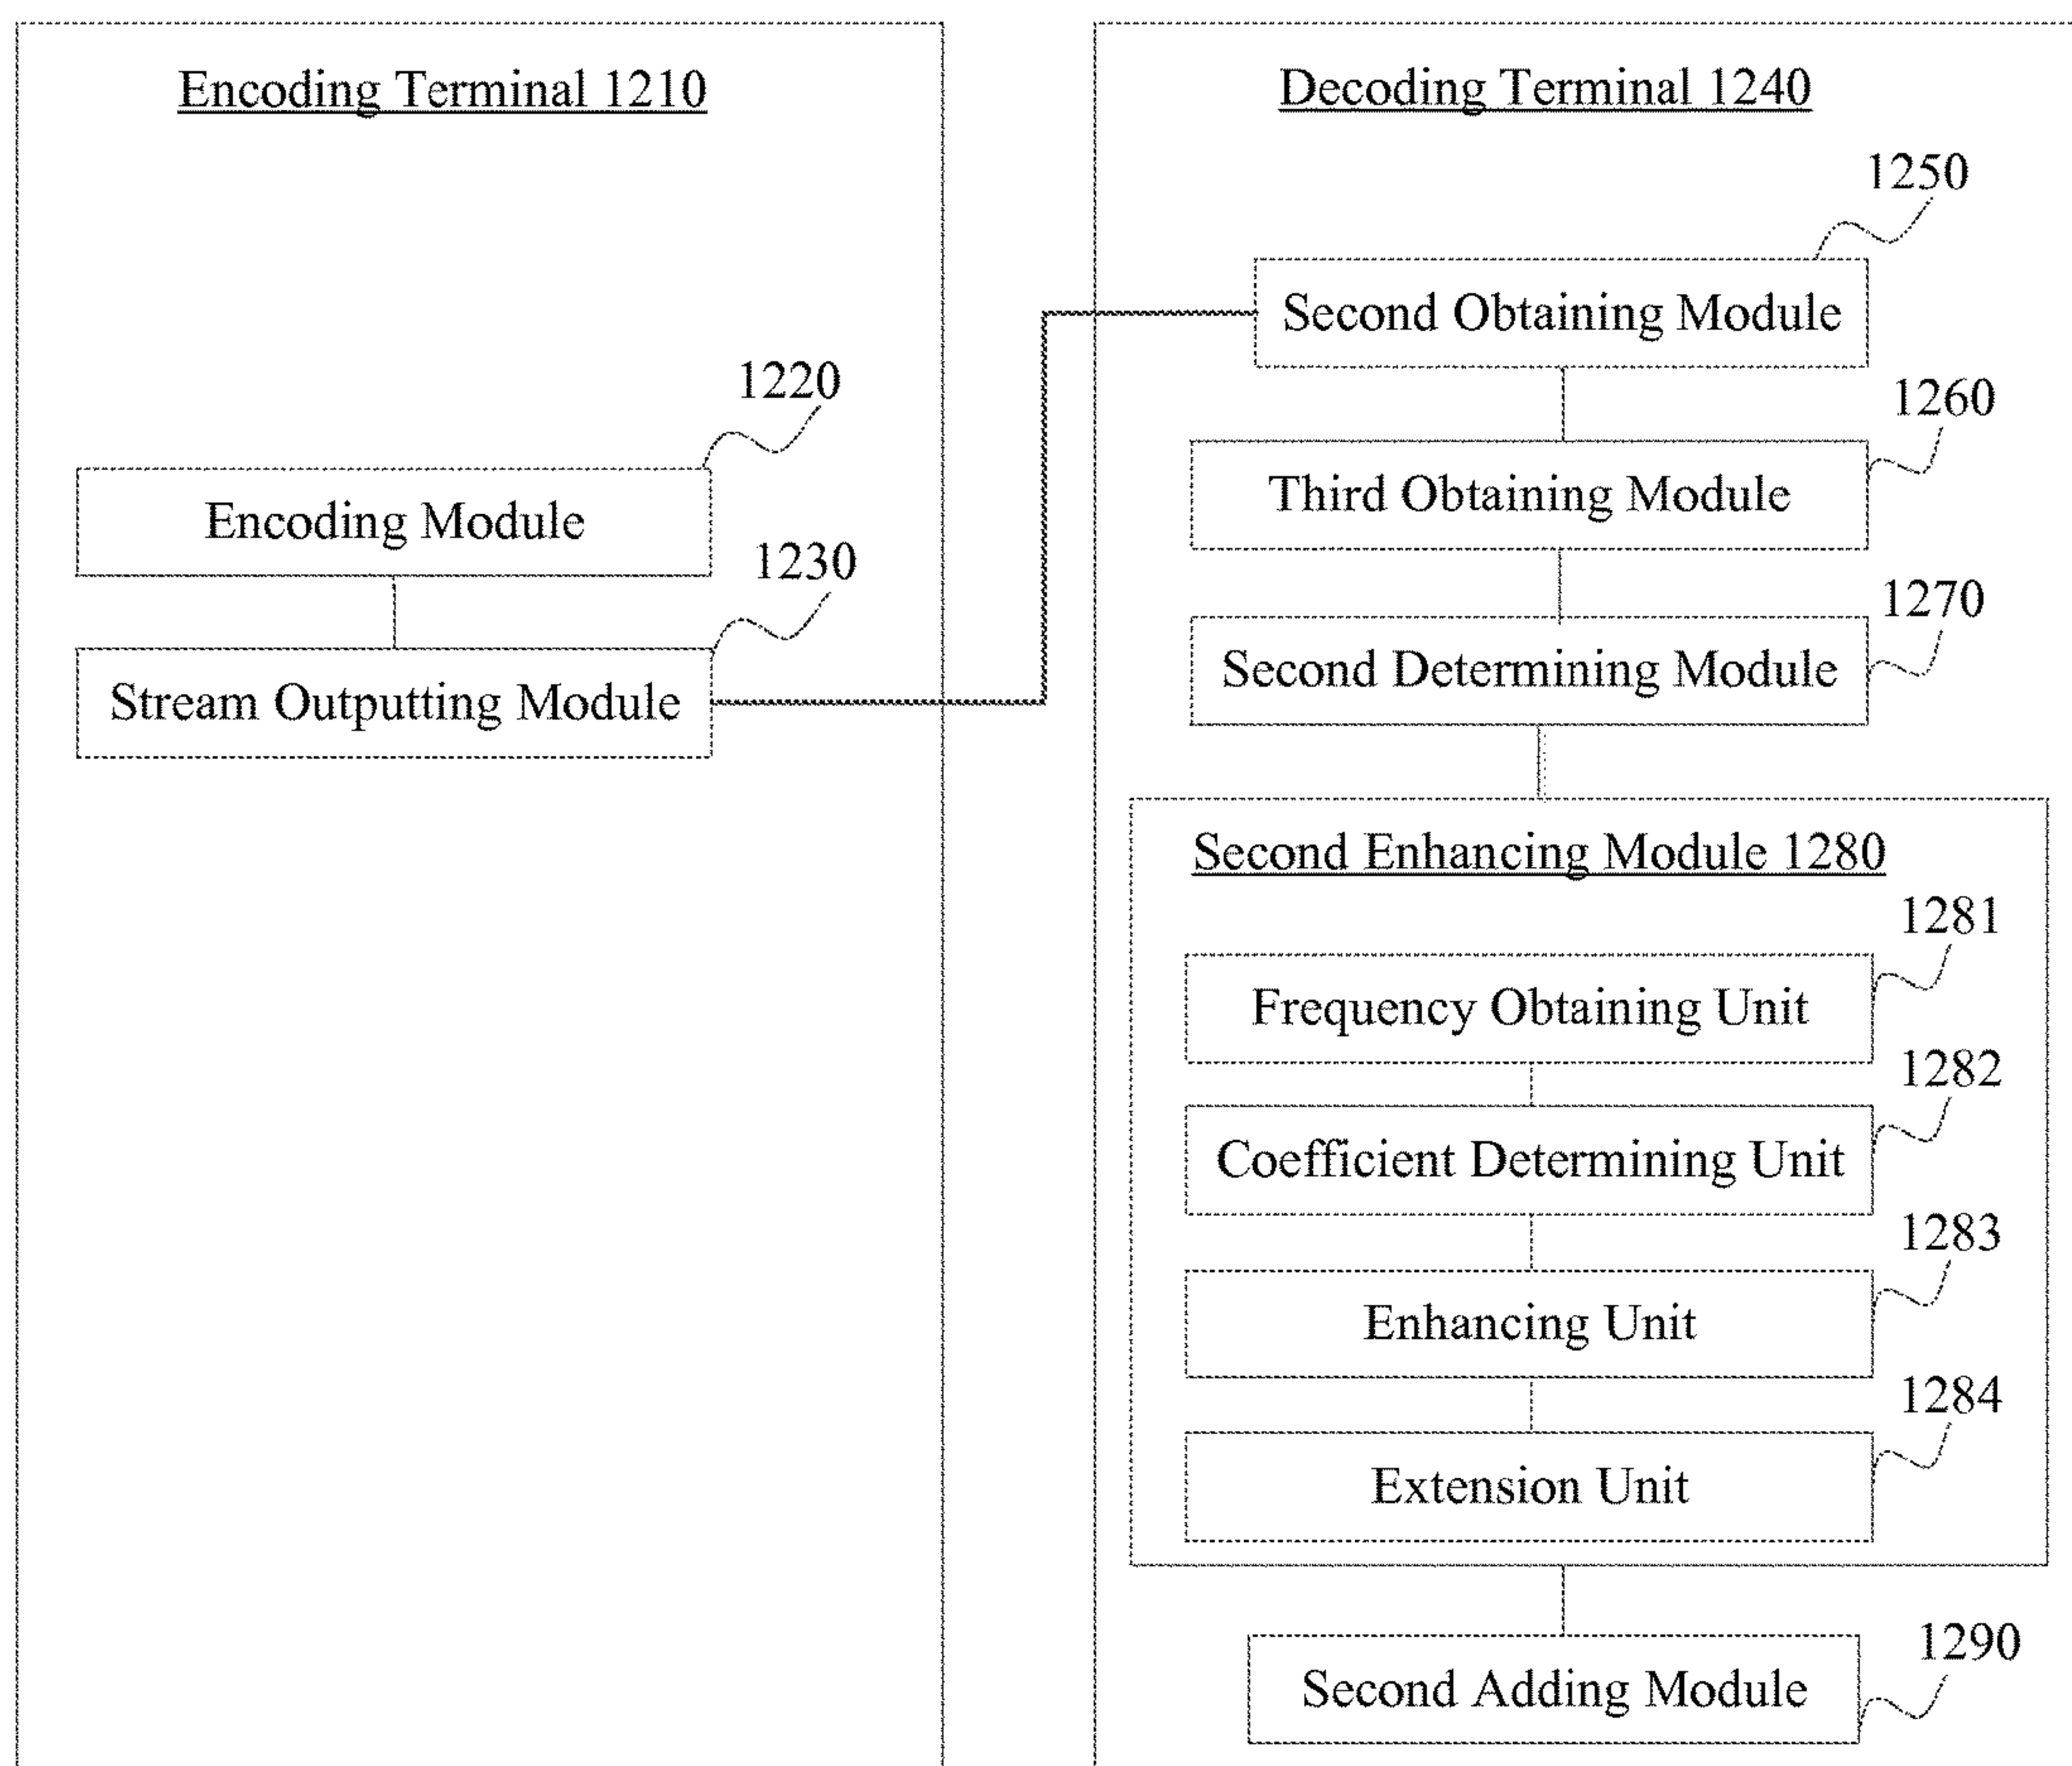 Encoding Terminal 1210
1220
Encoding Module
1230
Stream Outputting Module
Decoding Terminal 1240
1250
Second Obtaining Module
1260
Third Obtaining Module
1270
Second Determining Module
Second Enhancing Module 1280
1281
Frequency Obtaining Unit
1282
Coefficient Determining Unit
1283
Enhancing Unit
1284
Extension Unit
1290
Second Adding Module